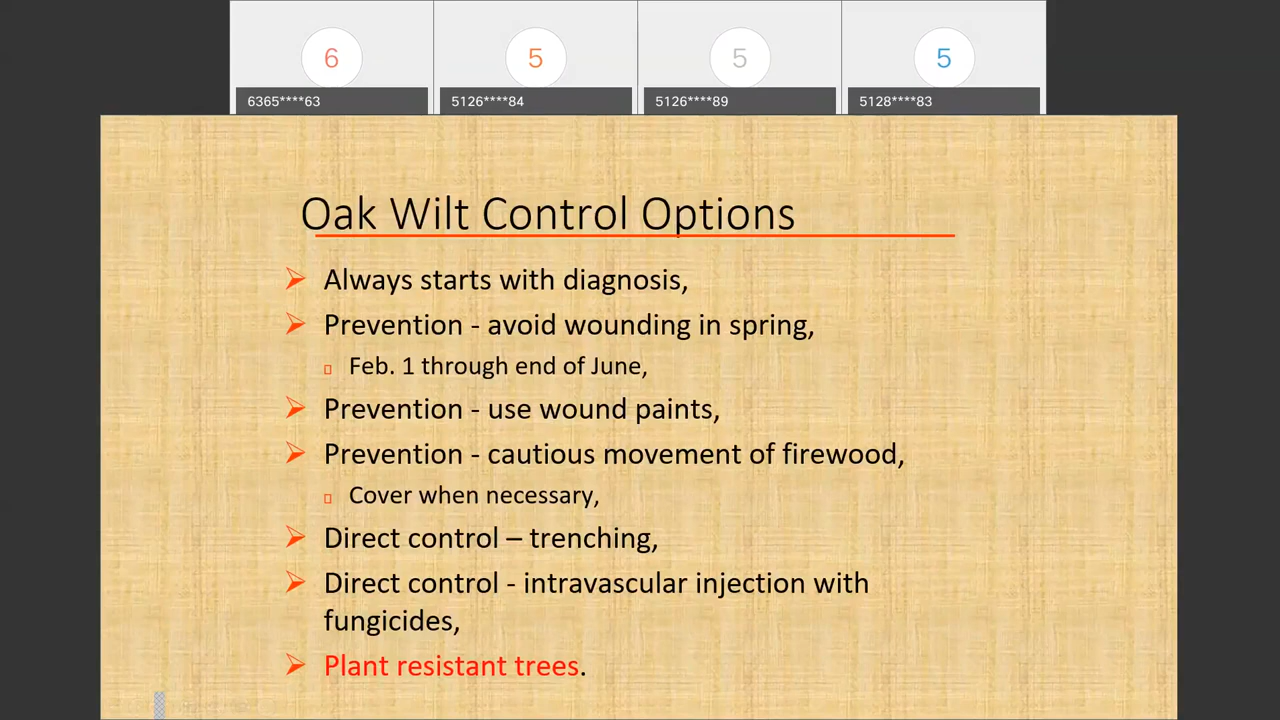 6 5 5 5
6365****63 5126****84 5126****89 5128****83
Oak Wilt Control Options
Always starts with diagnosis,
Prevention - avoid wounding in spring,
Feb. 1 through end of June,
Prevention - use wound paints,
Prevention - cautious movement of firewood,
Cover when necessary,
Direct control – trenching,
Direct control - intravascular injection with
fungicides,
Plant resistant trees.